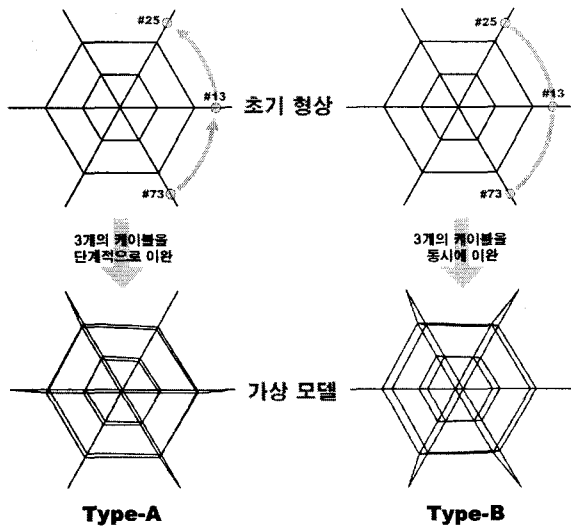 #25
#13
#73
#25
#13
#73
초기 형상
3개의 케이블을
단계적으로 이완
3개의 케이블을
동시에 이완
가상 모델
Type-A
Type-B